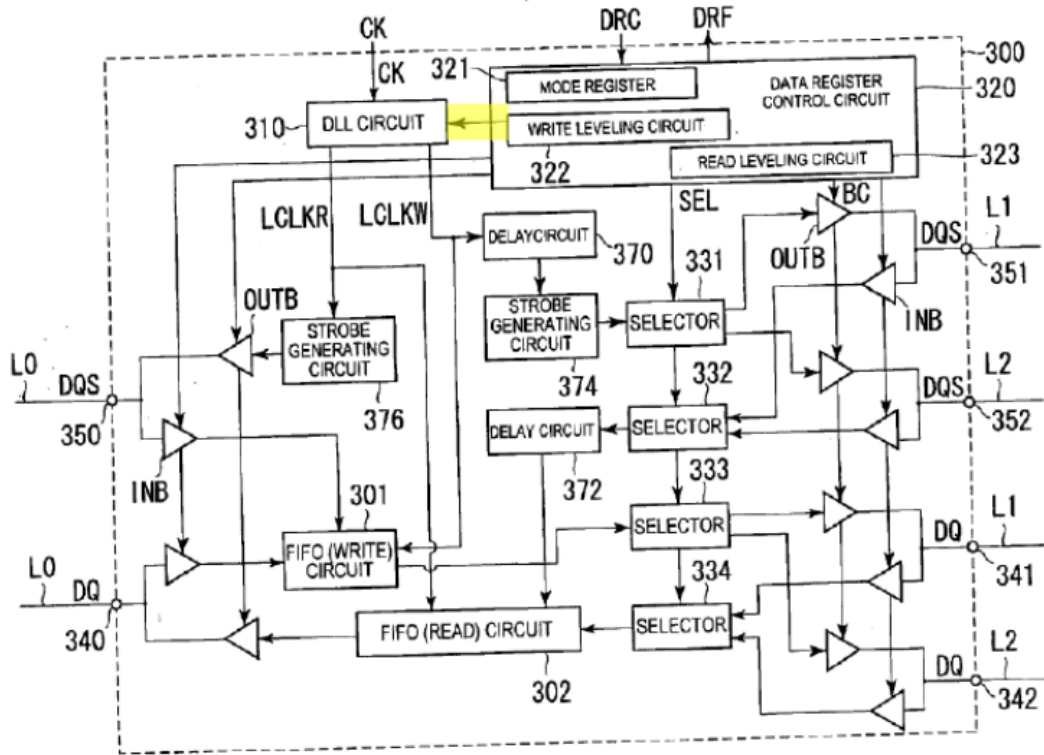 CK
DRC
DRF
300
CK
321
MODE REGISTER
DATA REGISTER
CONTROL CIRCUIT
320
310
DLL CIRCUIT
WRITE LEVELING CIRCUIT
322
READ LEVELING CIRCUIT
323
LCLKR
LCLKW
SEL
BC
L1
DELAYCIRCUIT
370
331
OUTB
DQS
351
OUTB
STROBE
GENERATING
CIRCUIT
376
STROBE
GENERATING
CIRCUIT
374
SELECTOR
INB
L0
DQS
350
332
DQS
L2
352
DELAY CIRCUIT
372
SELECTOR
INB
301
333
FIFO (WRITE)
CIRCUIT
SELECTOR
DQ
L1
341
L0
DQ
340
334
FIFO (READ) CIRCUIT
302
SELECTOR
DQ
L2
342